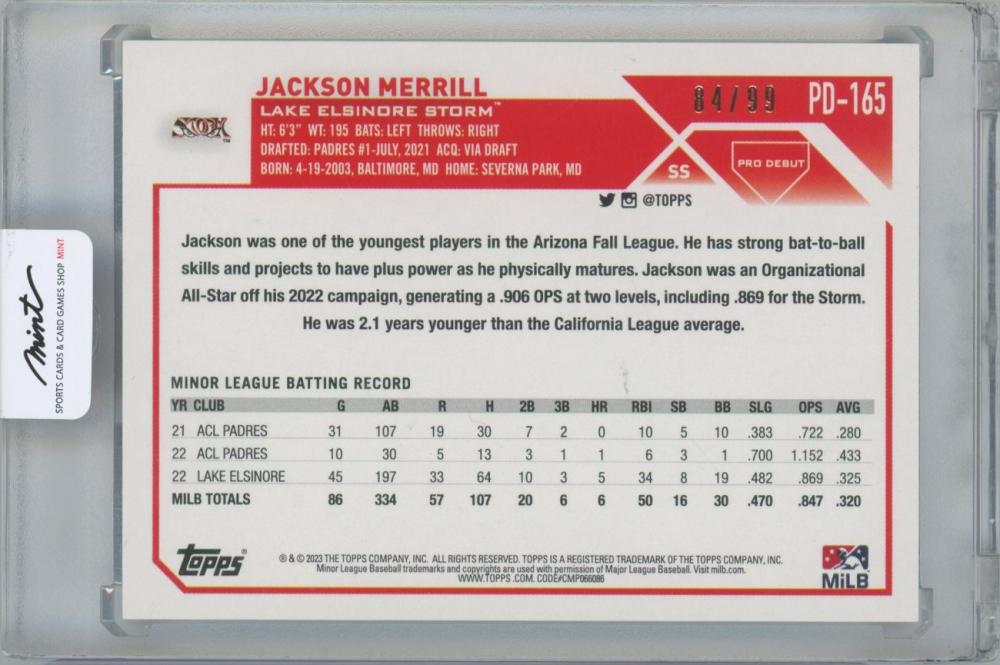 JACKSON MERRILL
LAKE ELSINORE STORM™
HT: 6'3" WT: 195 BATS: LEFT THROWS: RIGHT
DRAFTED: PADRES #1-JULY, 2021 ACQ: VIA DRAFT
BORN: 4-19-2003, BALTIMORE, MD HOME: SEVERNA PARK, MD
STORM™
84/99 PD-165
SS
PRO DEBUT
@TOPPS
Jackson was one of the youngest players in the Arizona Fall League. He has strong bat-to-ball
skills and projects to have plus power as he physically matures. Jackson was an Organizational
All-Star off his 2022 campaign, generating a .906 OPS at two levels, including .869 for the Storm.
He was 2.1 years younger than the California League average.
mint
SPORTS CARDS & CARD GAMES SHOP MINT
MINOR LEAGUE BATTING RECORD
YR CLUB G AB R H 2B 3B HR RBI SB BB SLG OPS AVG
21 ACL PADRES 31 107 19 30 7 2 0 10 5 10 .383 .722 .280
22 ACL PADRES 10 30 5 13 3 1 1 6 3 1 .700 1.152 .433
22 LAKE ELSINORE 45 197 33 64 10 3 5 34 8 19 .482 .869 .325
MILB TOTALS 86 334 57 107 20 6 6 50 16 30 .470 .847 .320
Topps®
® & © 2023 THE TOPPS COMPANY, INC. ALL RIGHTS RESERVED. TOPPS IS A REGISTERED TRADEMARK OF THE TOPPS COMPANY, INC.
Minor League Baseball trademarks and copyrights are used with permission of Major League Baseball. Visit milb.com.
WWW.TOPPS.COM. CODE#CMP066086
MiLB